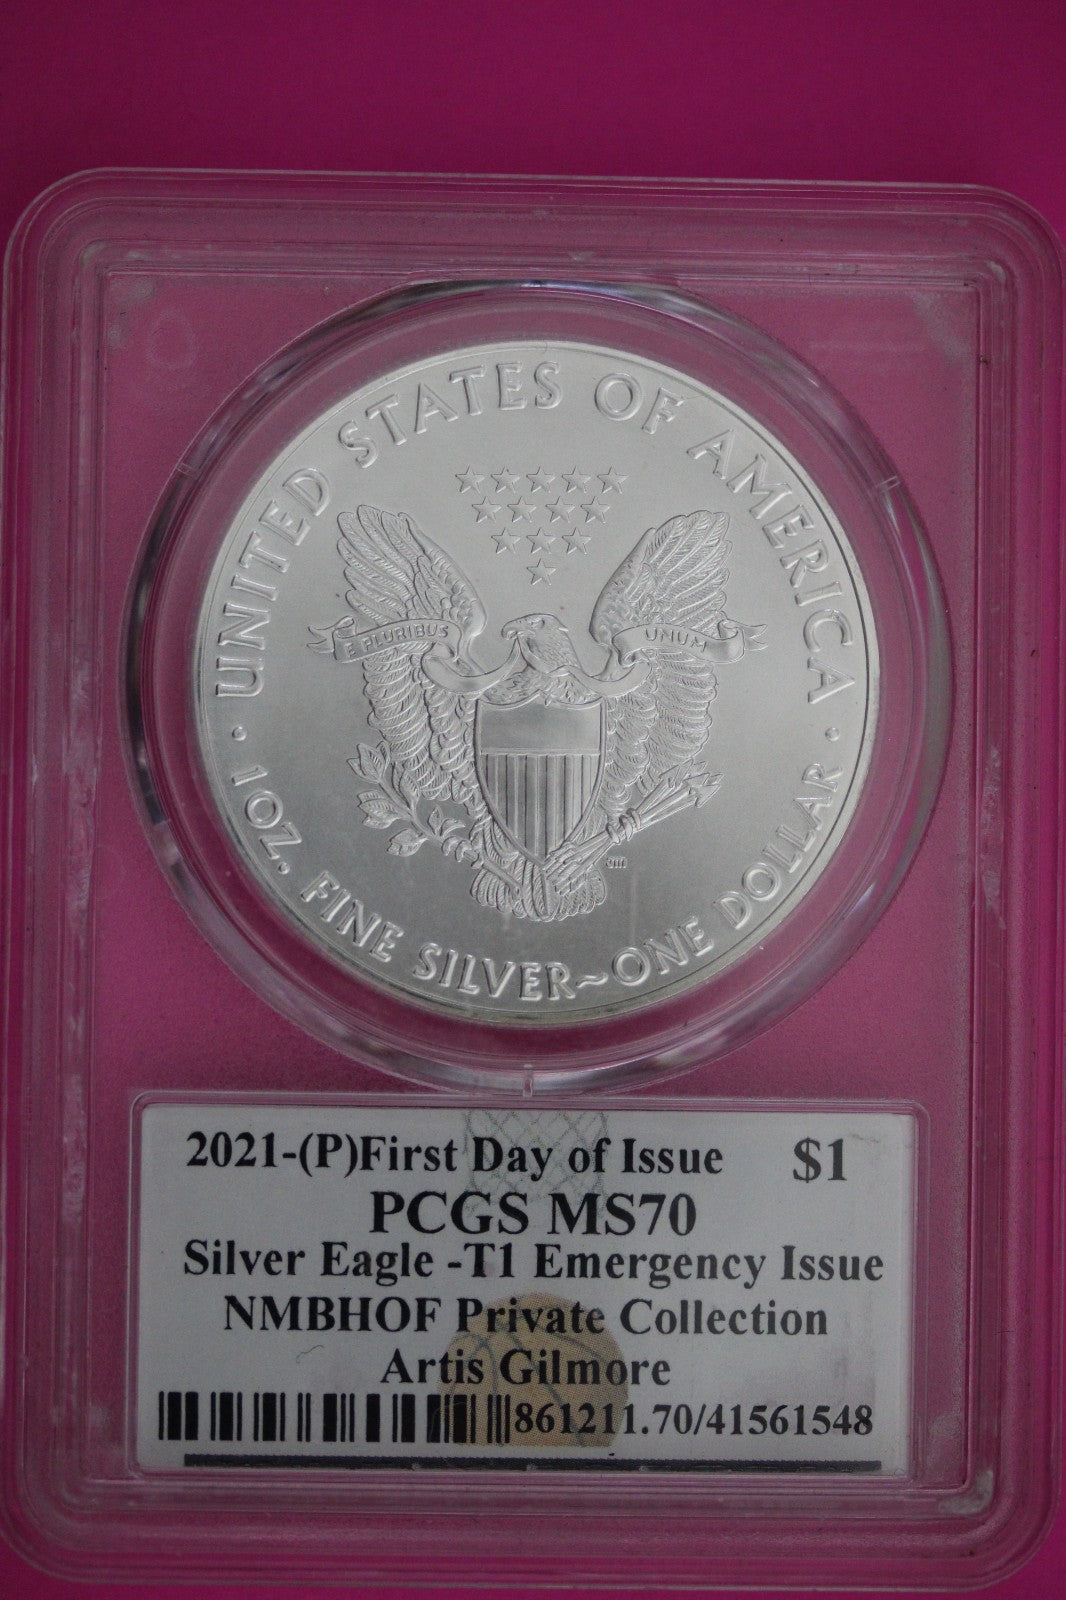 UNITED STATES OF AMERICA
E PLURIBUS UNUM
JM
1 OZ. FINE SILVER~ONE DOLLAR
2021-(P)First Day of Issue $1
PCGS MS70
Silver Eagle -T1 Emergency Issue
NMBHOF Private Collection
Artis Gilmore
861211.70/41561548